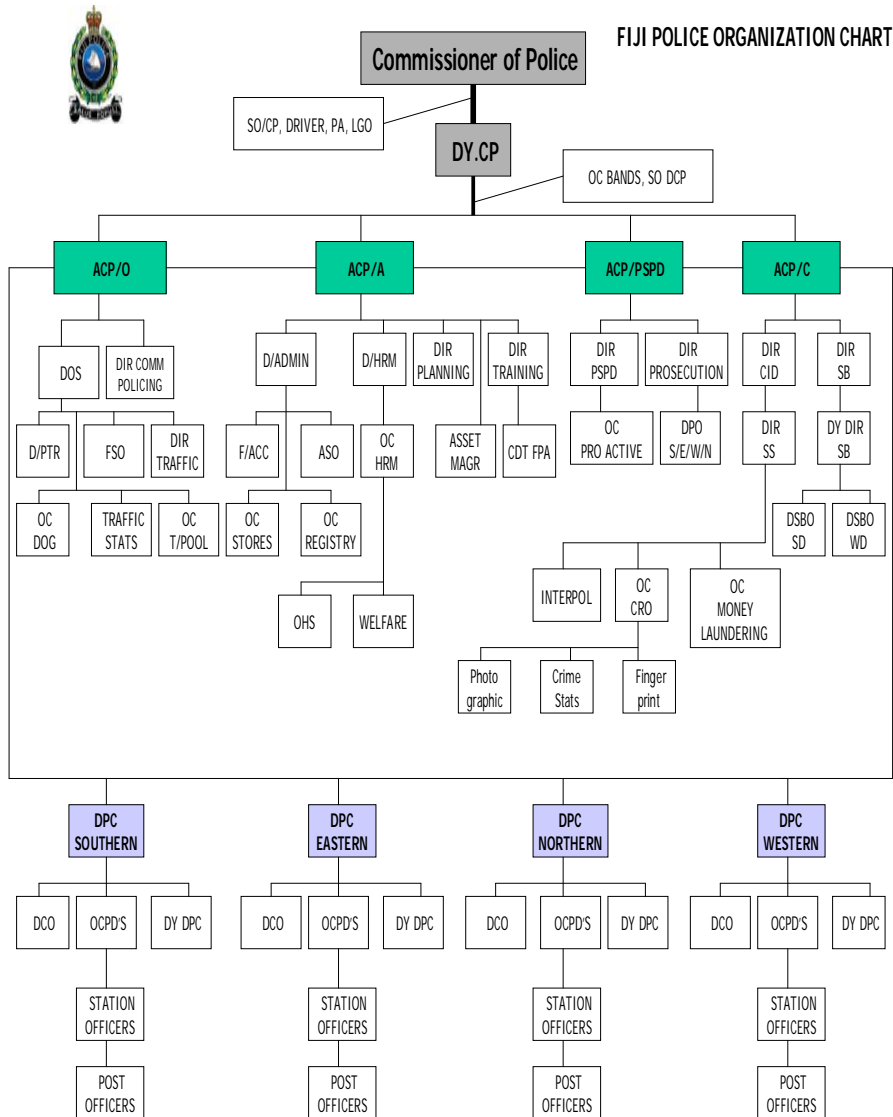 FIJI POLICE ORGANIZATION CHART
Commissioner of Police
SO/CP, DRIVER, PA, LGO
DY.CP
OC BANDS, SO DCP
ACP/O
ACP/A
ACP/PSPD
ACP/C
DOS
DIR COMM
POLICING
D/ADMIN
D/HRM
DIR
PLANNING
DIR
TRAINING
DIR
PSPD
DIR
PROSECUTION
DIR
CID
DIR
SB
D/PTR
FSO
DIR
TRAFFIC
F/ACC
ASO
OC
HRM
ASSET
MAGR
CDT FPA
OC
PRO ACTIVE
DPO
S/E/W/N
DIR
SS
DY DIR
SB
OC
DOG
TRAFFIC
STATS
OC
T/POOL
OC
STORES
OC
REGISTRY
DSBO
SD
DSBO
WD
OHS
WELFARE
INTERPOL
OC
CRO
OC
MONEY
LAUNDERING
Photo
graphic
Crime
Stats
Finger
print
DPC
SOUTHERN
DPC
EASTERN
DPC
NORTHERN
DPC
WESTERN
DCO
OCPD'S
DY DPC
DCO
OCPD'S
DY DPC
DCO
OCPD'S
DY DPC
DCO
OCPD'S
DY DPC
STATION
OFFICERS
STATION
OFFICERS
STATION
OFFICERS
STATION
OFFICERS
POST
OFFICERS
POST
OFFICERS
POST
OFFICERS
POST
OFFICERS